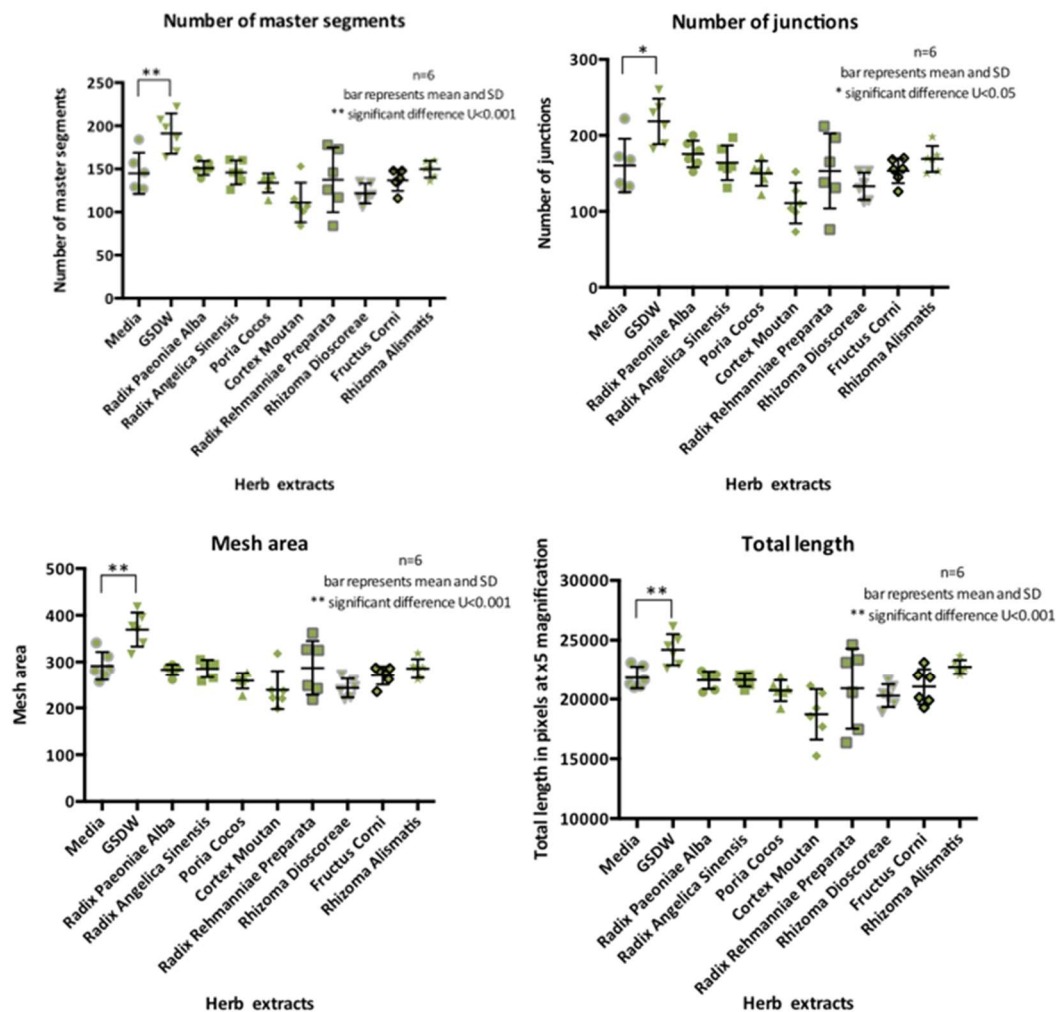 Number of master segments
**
n=6
bar represents mean and SD
** significant difference U<0.001
Number of master segments
250
200
150
100
50
0
Media
GSDW
Radix Paeoniae Alba
Radix Angelica Sinensis
Poria Cocos
Cortex Moutan
Radix Rehmanniae Preparata
Rhizoma Dioscoreae
Fructus Corni
Rhizoma Alismatis
Herb extracts
Number of junctions
*
n=6
bar represents mean and SD
* significant difference U<0.05
Number of junctions
300
200
100
0
Media
GSDW
Radix Paeoniae Alba
Radix Angelica Sinensis
Poria Cocos
Cortex Moutan
Radix Rehmanniae Preparata
Rhizoma Dioscoreae
Fructus Corni
Rhizoma Alismatis
Herb extracts
Mesh area
**
n=6
bar represents mean and SD
** significant difference U<0.001
Mesh area
500
400
300
200
100
0
Media
GSDW
Radix Paeoniae Alba
Radix Angelica Sinensis
Poria Cocos
Cortex Moutan
Radix Rehmanniae Preparata
Rhizoma Dioscoreae
Fructus Corni
Rhizoma Alismatis
Herb extracts
Total length
**
n=6
bar represents mean and SD
** significant difference U<0.001
Total length in pixels at x5 magnification
30000
25000
20000
15000
10000
Media
GSDW
Radix Paeoniae Alba
Radix Angelica Sinensis
Poria Cocos
Cortex Moutan
Radix Rehmanniae Preparata
Rhizoma Dioscoreae
Fructus Corni
Rhizoma Alismatis
Herb extracts